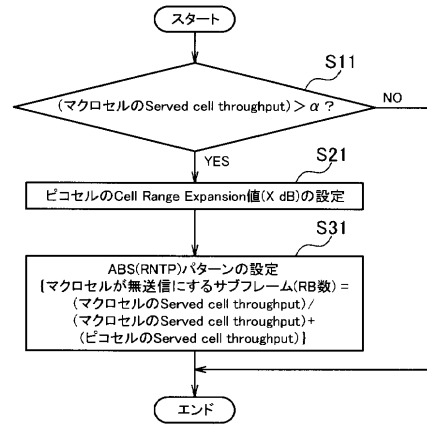 スタート
S11
(マクロセルのServed cell throughput)>α?
NO
YES
S21
ピコセルのCell Range Expansion値(X dB)の設定
S31
ABS(RNTP)パターンの設定
{マクロセルが無送信にするサブフレーム(RB数)=
(マクロセルのServed cell throughput)/
(マクロセルのServed cell throughput)+
(ピコセルのServed cell throughput)}
エンド